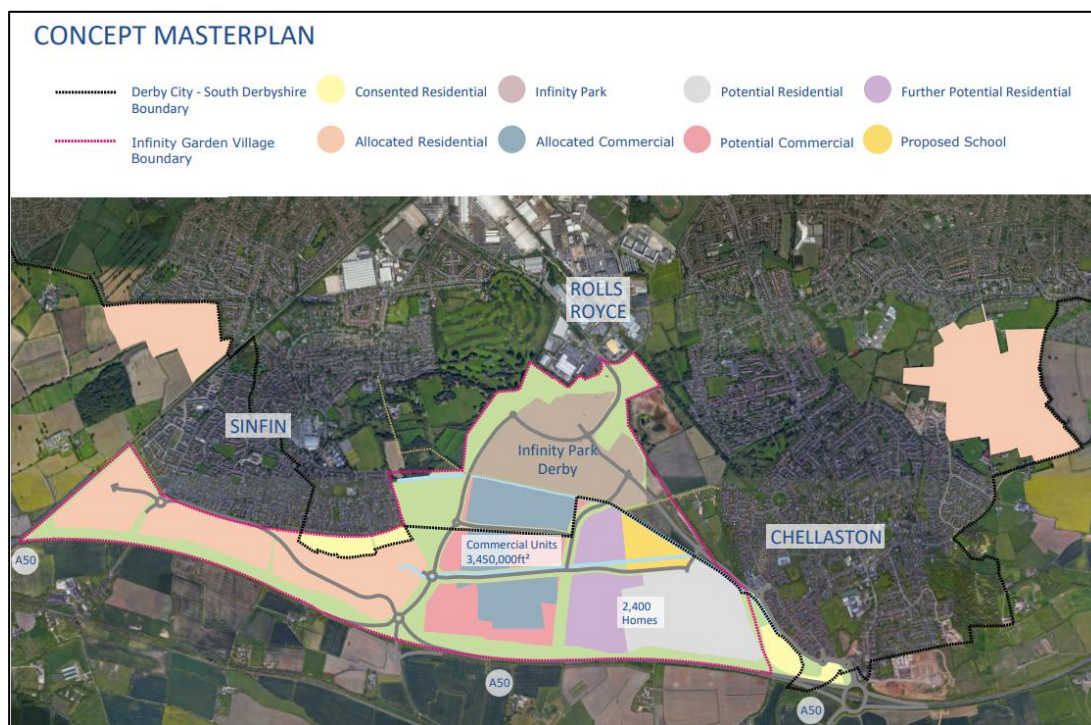 CONCEPT MASTERPLAN
Derby City - South Derbyshire
Boundary
Consented Residential
Infinity Park
Potential Residential
Further Potential Residential
Infinity Garden Village
Boundary
Allocated Residential
Allocated Commercial
Potential Commercial
Proposed School
ROLLS
ROYCE
SINFIN
Infinity Park
Derby
CHELLASTON
Commercial Units
3,450,000ft²
2,400
Homes
A50
A50
A50